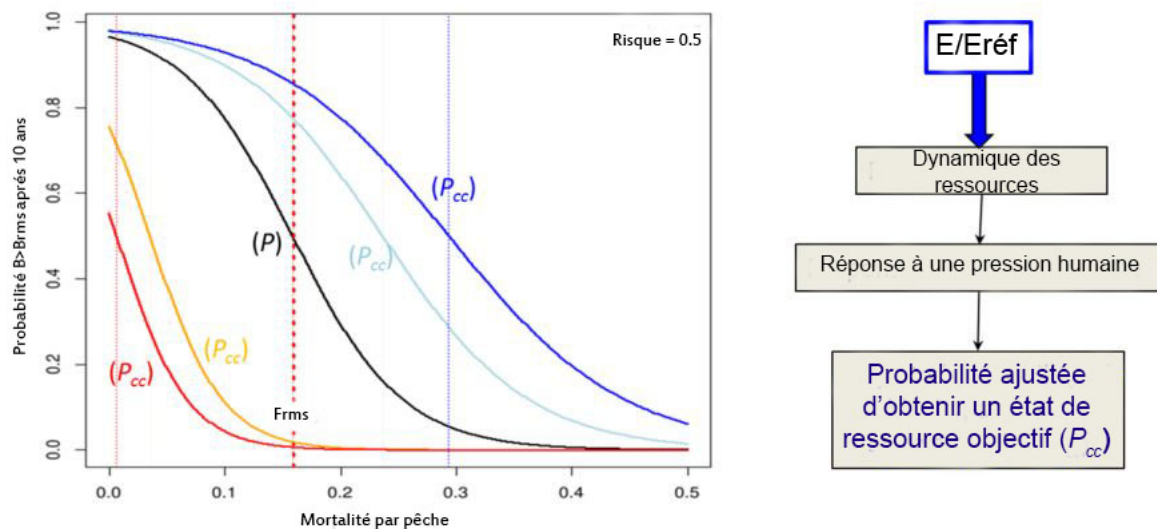 Probabilité B>Brms aprés 10 ans
1.0
0.8
0.6
0.4
0.2
0.0
Risque = 0.5
(P)
(Pcc)
(Pcc)
(Pcc)
(Pcc)
Frms
0.0 0.1 0.2 0.3 0.4 0.5
Mortalité par pêche
E/Eréf
Dynamique des
ressources
Réponse à une pression humaine
Probabilité ajustée
d’obtenir un état de
ressource objectif (Pcc)